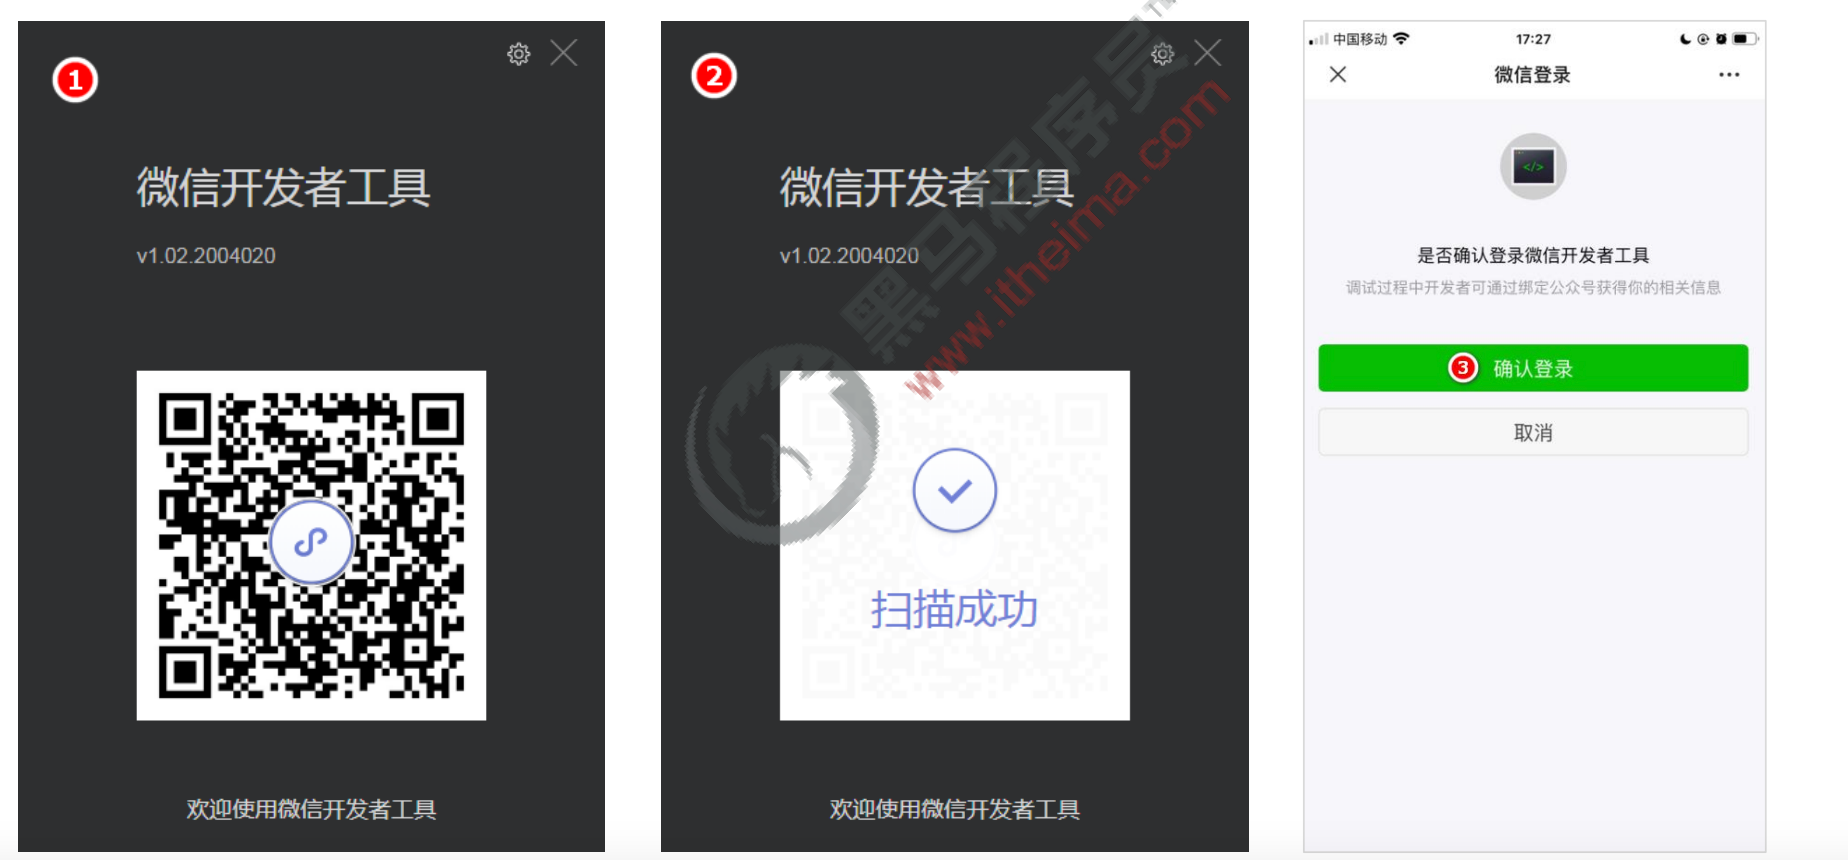 1
微信开发者工具
v1.02.2004020
欢迎使用微信开发者工具
2
微信开发者工具
v1.02.2004020
扫描成功
欢迎使用微信开发者工具
黑马程序员™
www.itheima.com
中国移动 17:27
微信登录
</>
是否确认登录微信开发者工具
调试过程中开发者可通过绑定公众号获得你的相关信息
3 确认登录
取消